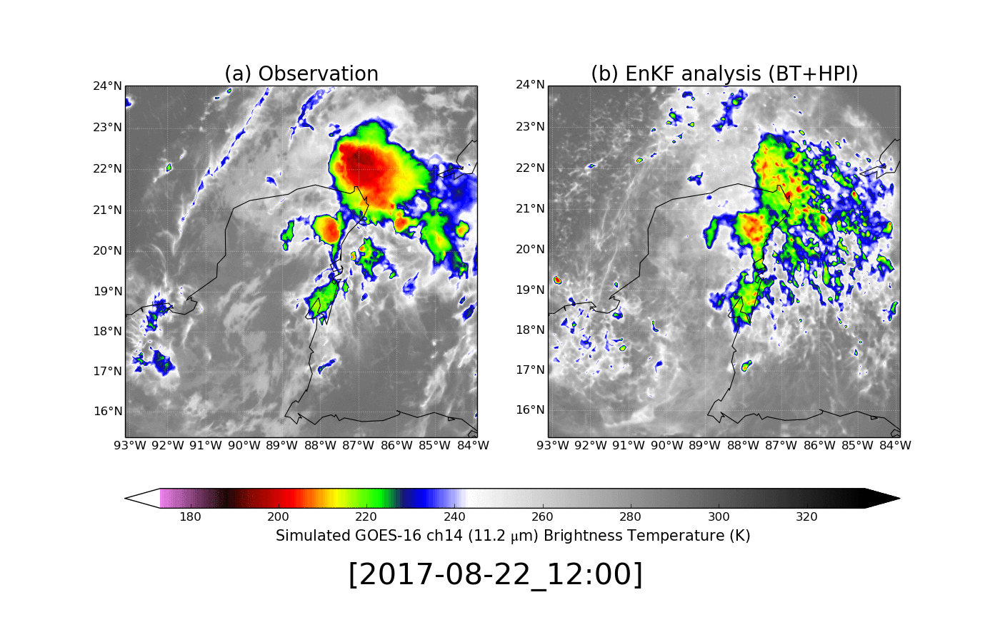 (a) Observation
(b) EnKF analysis (BT+HPI)
24°N
23°N
22°N
21°N
20°N
19°N
18°N
17°N
16°N
93°W 92°W 91°W 90°W 89°W 88°W 87°W 86°W 85°W 84°W
24°N
23°N
22°N
21°N
20°N
19°N
18°N
17°N
16°N
93°W 92°W 91°W 90°W 89°W 88°W 87°W 86°W 85°W 84°W
180 200 220 240 260 280 300 320
Simulated GOES-16 ch14 (11.2 μm) Brightness Temperature (K)
[2017-08-22_12:00]